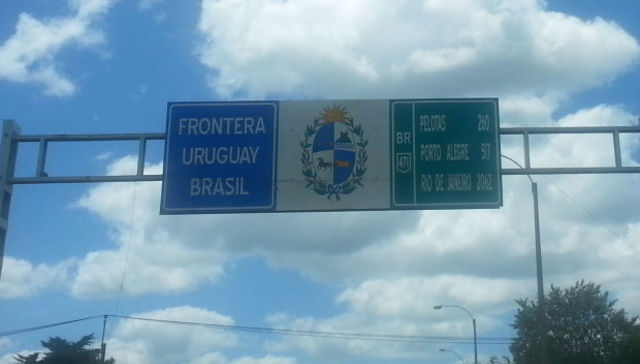 FRONTERA
URUGUAY
BRASIL
BR
471
PELOTAS 260
PORTO ALEGRE 517
RIO DE JANEIRO 2062